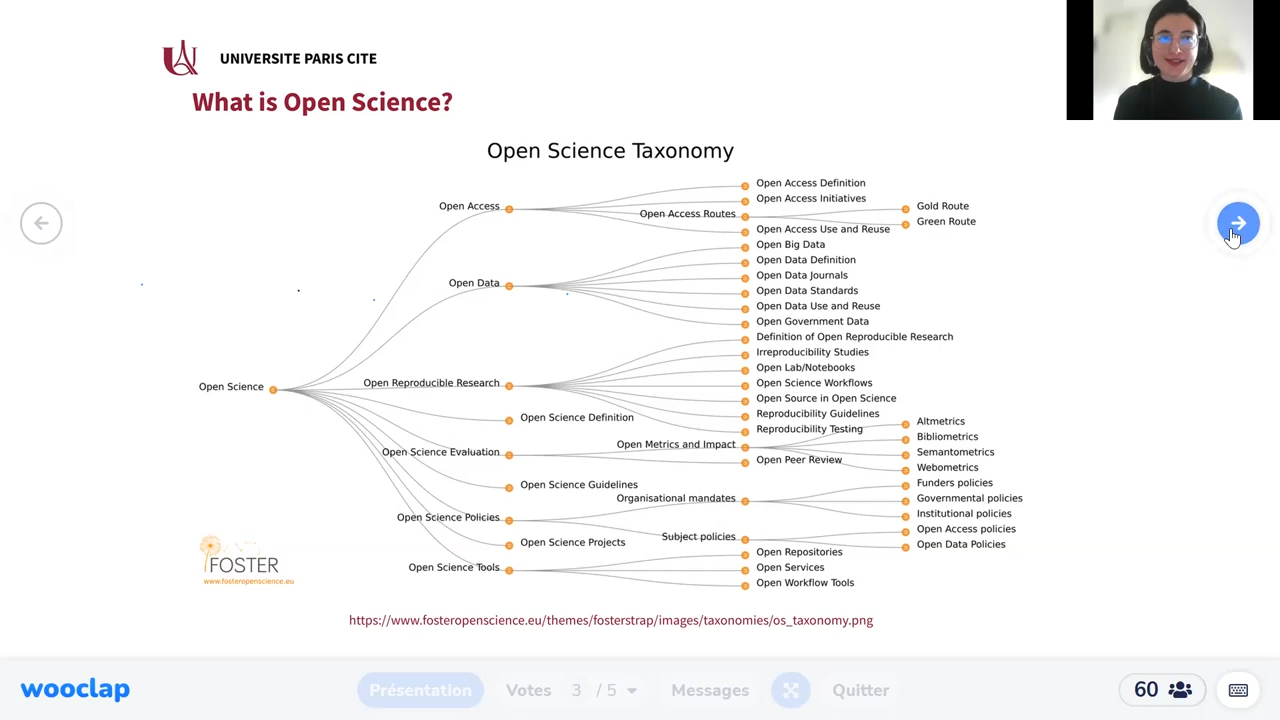 UNIVERSITE PARIS CITE
What is Open Science?
Open Science Taxonomy
Open Science
Open Access
Open Access Definition
Open Access Initiatives
Open Access Routes
Gold Route
Green Route
Open Access Use and Reuse
Open Data
Open Big Data
Open Data Definition
Open Data Journals
Open Data Standards
Open Data Use and Reuse
Open Government Data
Open Reproducible Research
Definition of Open Reproducible Research
Irreproducibility Studies
Open Lab/Notebooks
Open Science Workflows
Open Source in Open Science
Reproducibility Guidelines
Reproducibility Testing
Open Science Definition
Open Science Evaluation
Open Metrics and Impact
Altmetrics
Bibliometrics
Semantometrics
Webometrics
Open Peer Review
Open Science Guidelines
Open Science Policies
Organisational mandates
Funders policies
Governmental policies
Institutional policies
Subject policies
Open Access policies
Open Data Policies
Open Science Projects
Open Science Tools
Open Repositories
Open Services
Open Workflow Tools
FOSTER
www.fosteropenscience.eu
https://www.fosteropenscience.eu/themes/fosterstrap/images/taxonomies/os_taxonomy.png
wooclap
Présentation
Votes
3 / 5
Messages
Quitter
60